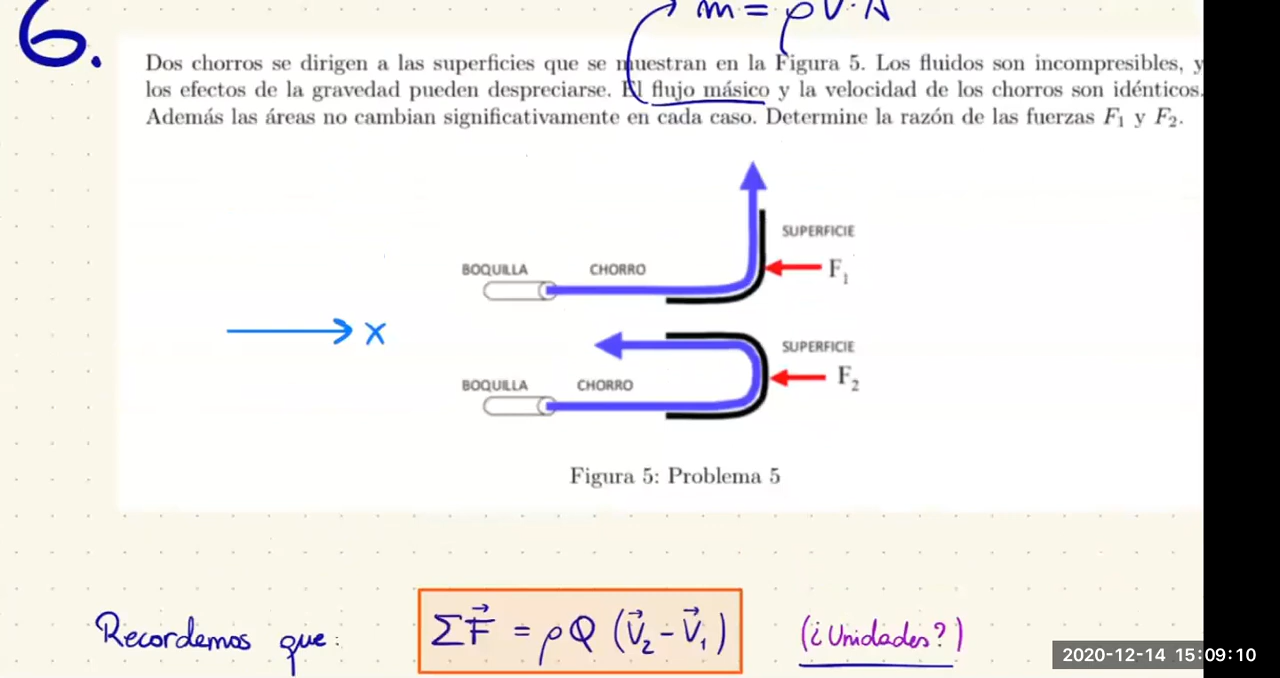 6.
ṁ = ρV·A
Dos chorros se dirigen a las superficies que se muestran en la Figura 5. Los fluidos son incompresibles, y
los efectos de la gravedad pueden despreciarse. El flujo másico y la velocidad de los chorros son idénticos.
Además las áreas no cambian significativamente en cada caso. Determine la razón de las fuerzas F₁ y F₂.
SUPERFICIE
BOQUILLA CHORRO F₁
X
SUPERFICIE
BOQUILLA CHORRO F₂
Figura 5: Problema 5
Recordemos que: ΣF⃗ = ρQ (V⃗₂ - V⃗₁) (¿Unidades?)
2020-12-14 15:09:10